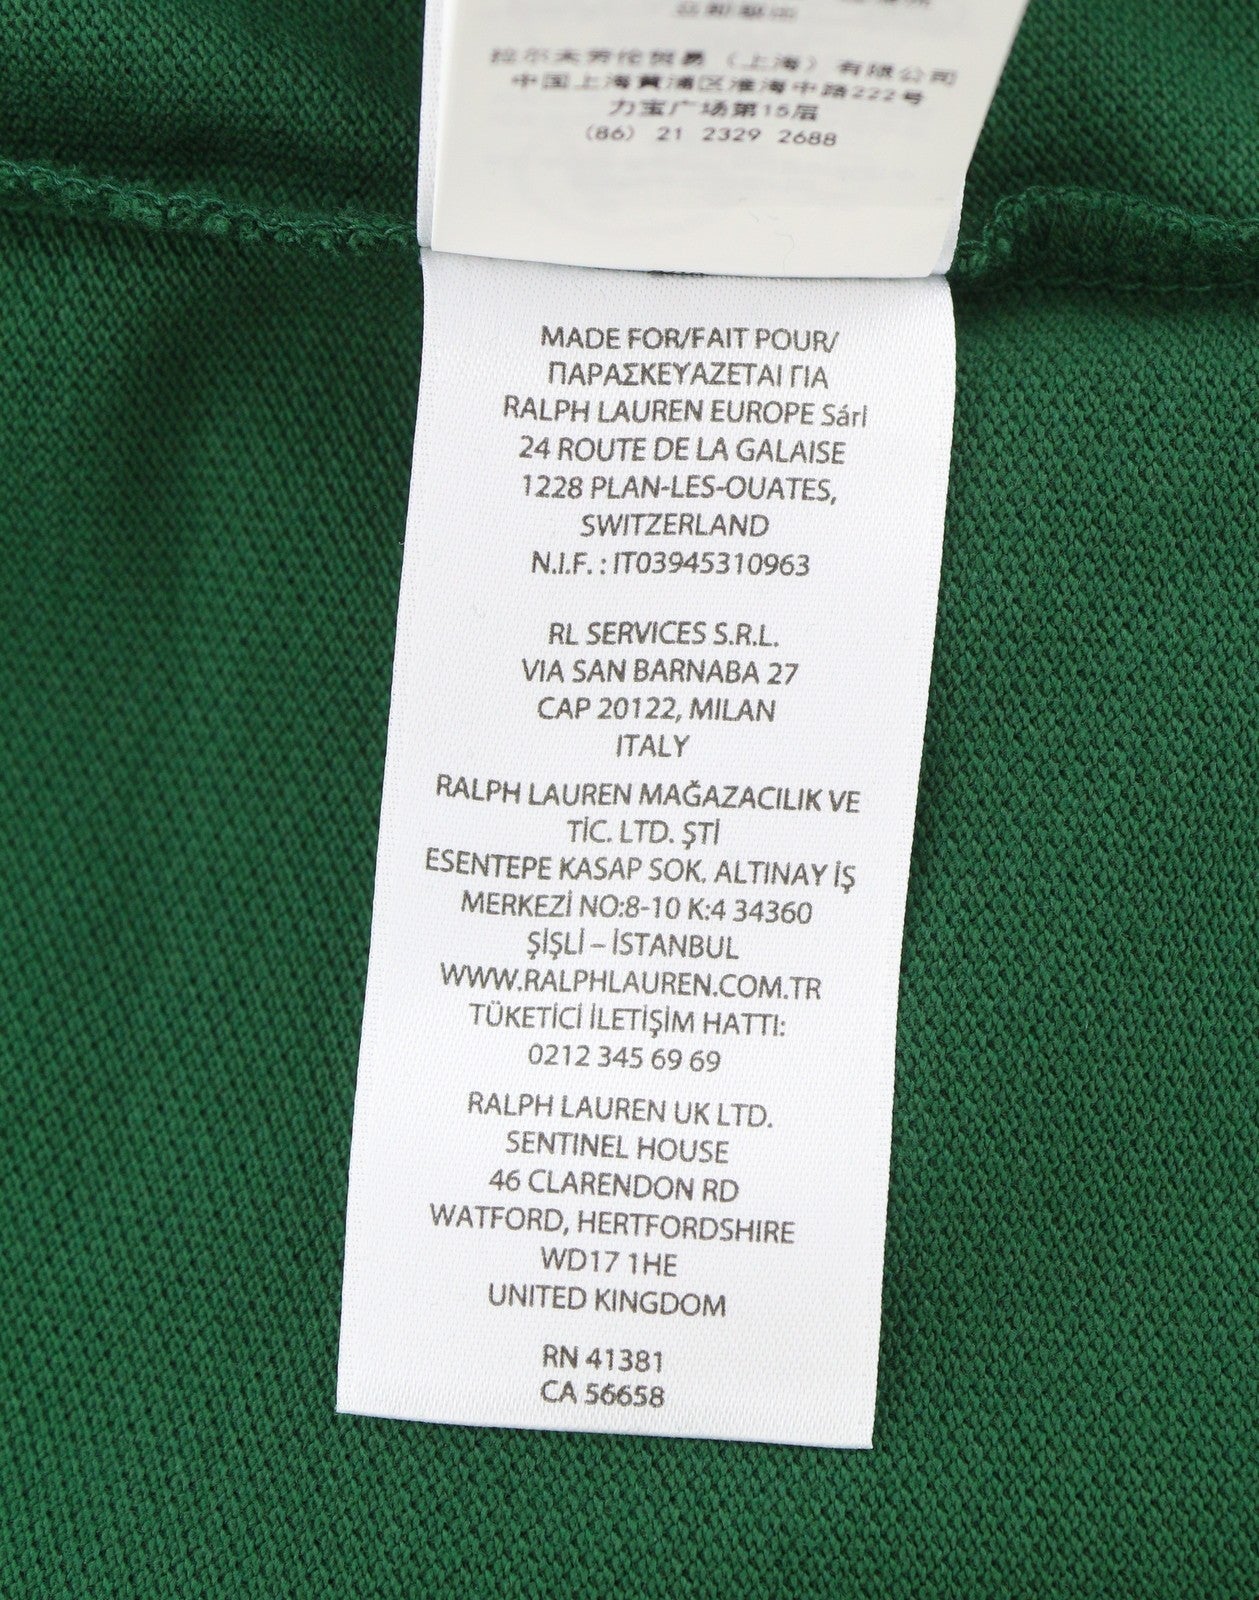 拉尔夫劳伦贸易（上海）有限公司
中国上海黄浦区淮海中路222号
力宝广场第15层
(86) 21 2329 2688
MADE FOR/FAIT POUR/
ΠΑΡΑΣΚΕΥΑΖΕΤΑΙ ΓΙΑ
RALPH LAUREN EUROPE Sárl
24 ROUTE DE LA GALAISE
1228 PLAN-LES-OUATES,
SWITZERLAND
N.I.F. : IT03945310963
RL SERVICES S.R.L.
VIA SAN BARNABA 27
CAP 20122, MILAN
ITALY
RALPH LAUREN MAĞAZACILIK VE
TİC. LTD. ŞTİ
ESENTEPE KASAP SOK. ALTINAY İŞ
MERKEZİ NO:8-10 K:4 34360
ŞİŞLİ – İSTANBUL
WWW.RALPHLAUREN.COM.TR
TÜKETİCİ İLETİŞİM HATTI:
0212 345 69 69
RALPH LAUREN UK LTD.
SENTINEL HOUSE
46 CLARENDON RD
WATFORD, HERTFORDSHIRE
WD17 1HE
UNITED KINGDOM
RN 41381
CA 56658